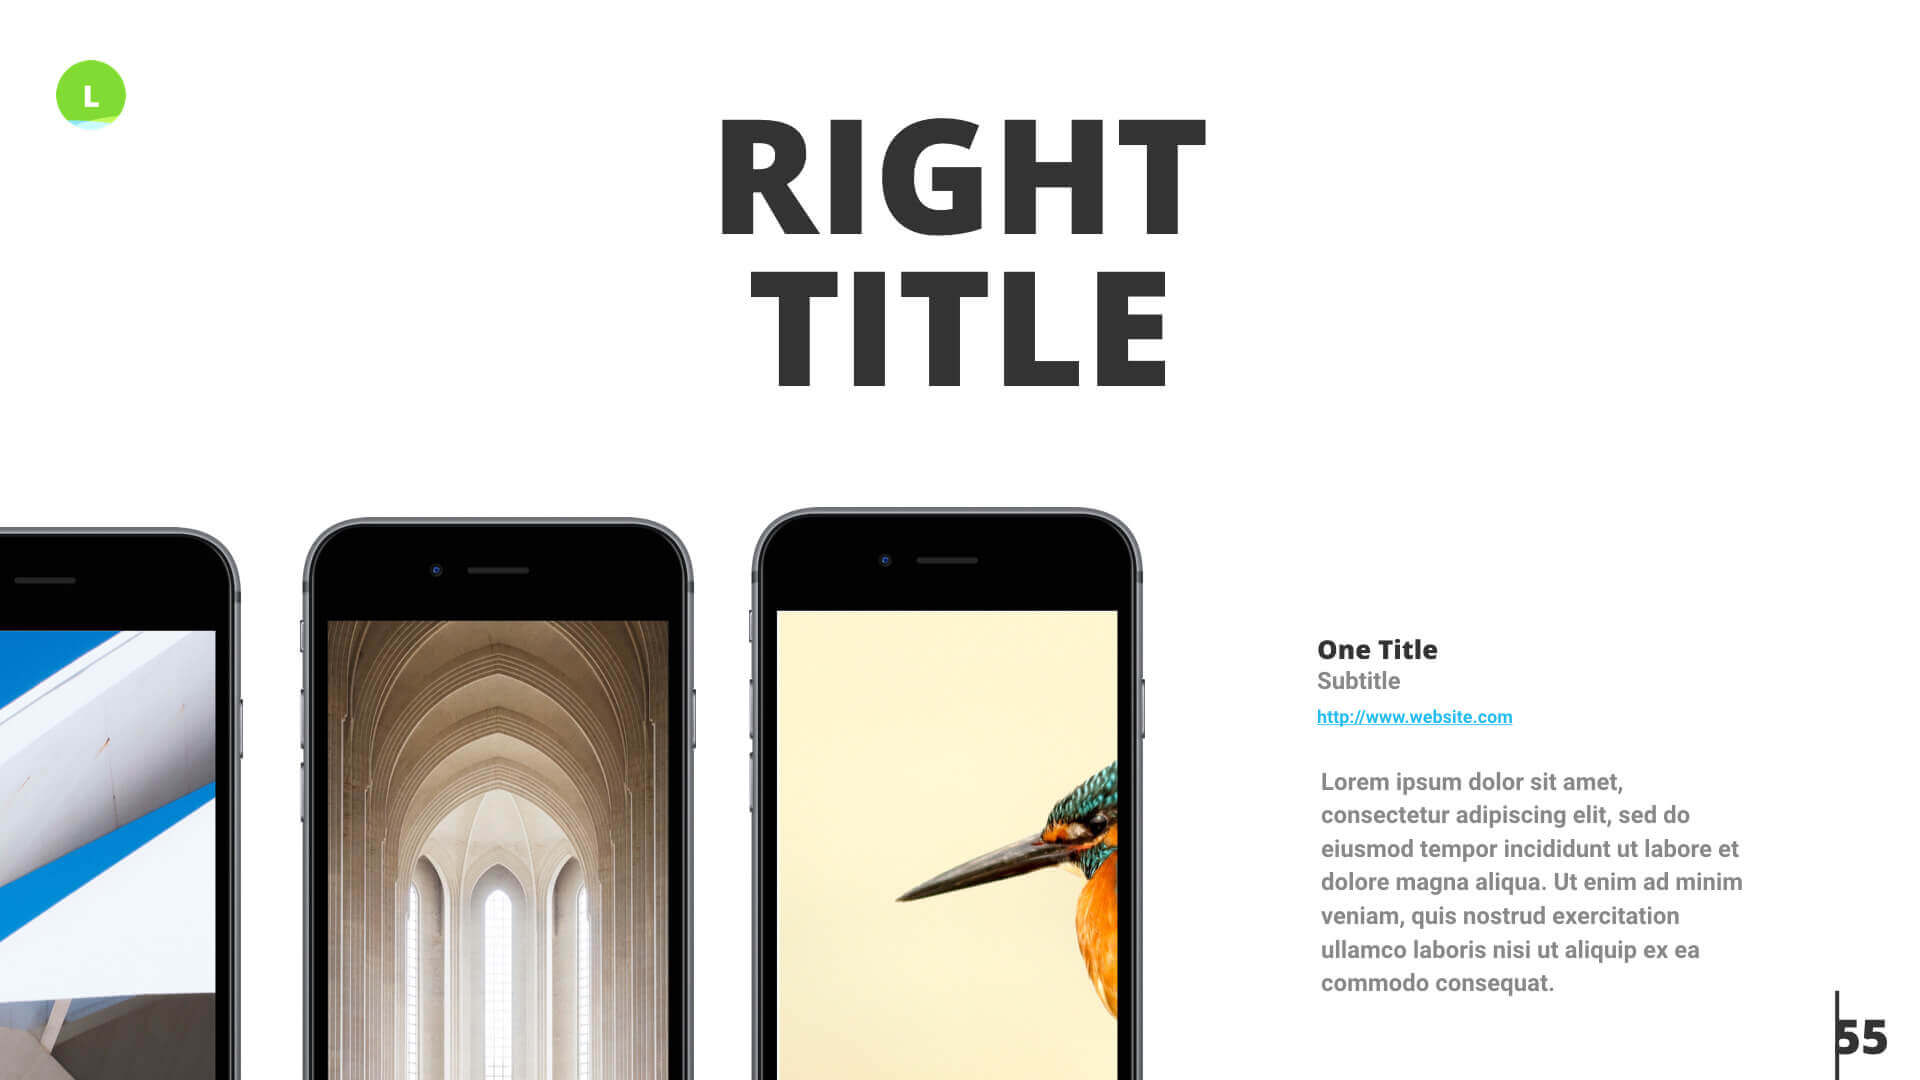 L
RIGHT
TITLE
One Title
Subtitle
http://www.website.com
Lorem ipsum dolor sit amet,
consectetur adipiscing elit, sed do
eiusmod tempor incididunt ut labore et
dolore magna aliqua. Ut enim ad minim
veniam, quis nostrud exercitation
ullamco laboris nisi ut aliquip ex ea
commodo consequat.
55